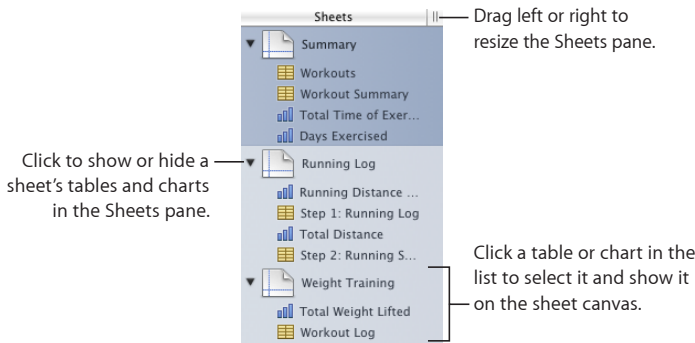 Sheets
Drag left or right to
resize the Sheets pane.
Summary
Workouts
Workout Summary
Total Time of Exer...
Days Exercised
Click to show or hide a
sheet’s tables and charts
in the Sheets pane.
Running Log
Running Distance ...
Step 1: Running Log
Total Distance
Step 2: Running S...
Click a table or chart in the
list to select it and show it
on the sheet canvas.
Weight Training
Total Weight Lifted
Workout Log